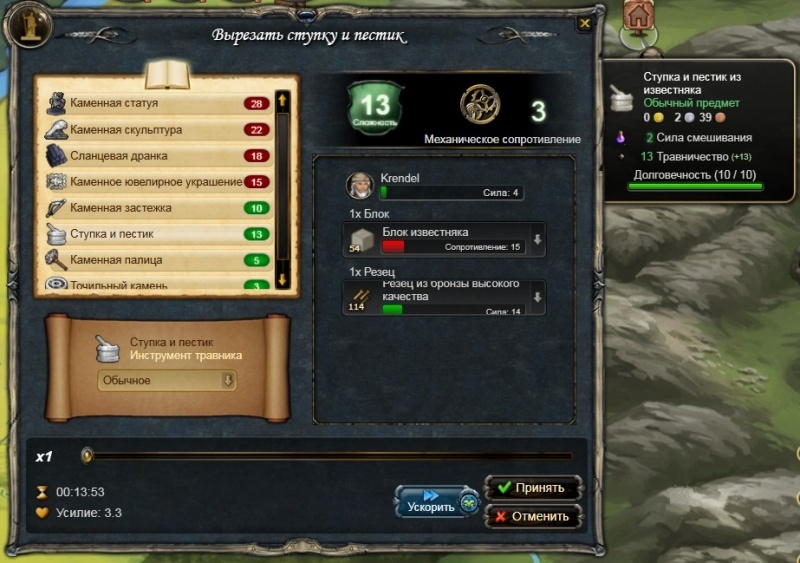 Вырезать ступку и пестик
Каменная статуя 28
Каменная скульптура 22
Сланцевая дранка 18
Каменное ювелирное украшение 15
Каменная застежка 10
Ступка и пестик 13
Каменная палица 5
Точильный камень 3
13
Сложность
3
Механическое сопротивление
Krendel
Сила: 4
1x Блок
Блок известняка
54
Сопротивление: 15
1x Резец
Резец из бронзы высокого
качества
114
Сила: 14
Ступка и пестик
Инструмент травника
Обычное
x1
00:13:53
Усилие: 3.3
Ускорить
Принять
Отменить
Ступка и пестик из
известняка
Обычный предмет
0 2 39
2 Сила смешивания
13 Травничество (+13)
Долговечность (10 / 10)